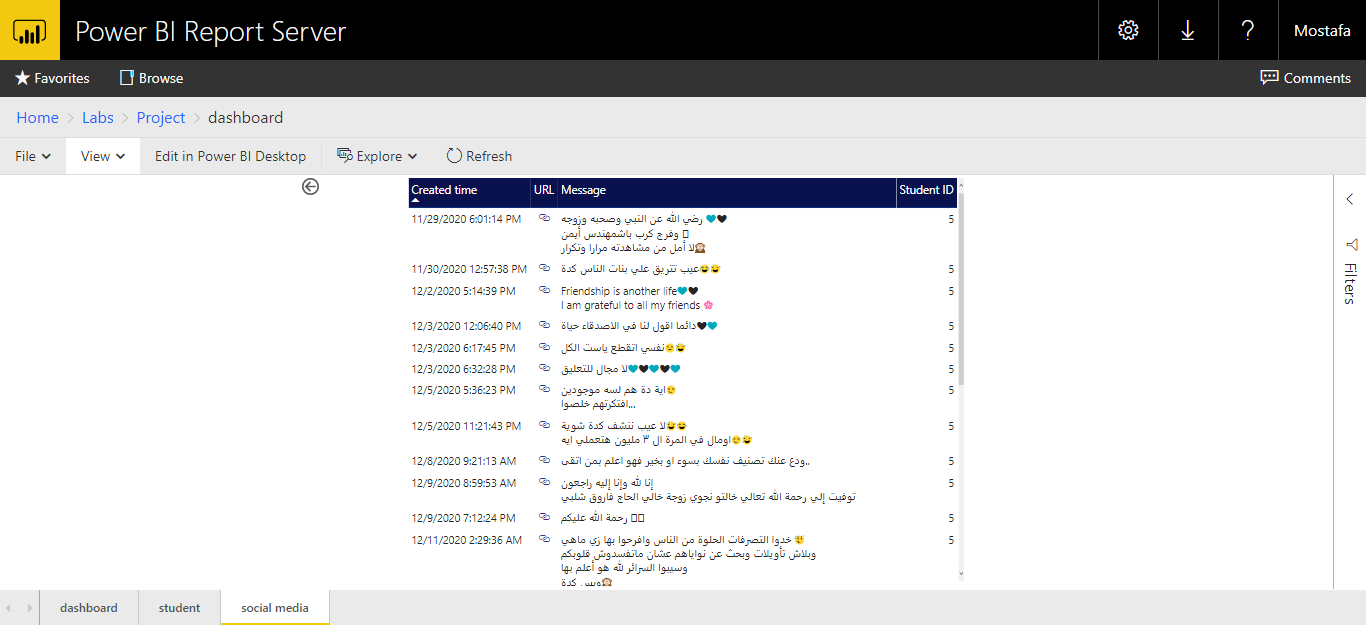 Power BI Report Server
Mostafa
Favorites
Browse
Comments
Home > Labs > Project > dashboard
File
View
Edit in Power BI Desktop
Explore
Refresh
Created time URL Message Student ID
11/29/2020 6:01:14 PM رضي الله عن النبي وصحبه وزوجه 5
وفرج كرب باشمهندس أيمن
لا أمل من مشاهدته مرارا وتكرار
11/30/2020 12:57:38 PM عيب تتريق علي بنات الناس كدة 5
12/2/2020 5:14:39 PM Friendship is another life 5
I am grateful to all my friends
12/3/2020 12:06:40 PM دائما اقول لنا في الاصدقاء حياة 5
12/3/2020 6:17:45 PM نفسي اتقطع ياست الكل 5
12/3/2020 6:32:28 PM لا مجال للتعليق 5
12/5/2020 5:36:23 PM اية دة هم لسه موجودين 5
افتكرتهم خلصوا,,,
12/5/2020 11:21:43 PM لا عيب ننشف كدة شوية 5
اومال في المرة ال ٣ مليون هتعملي ايه
12/8/2020 9:21:13 AM ودع عنك تصنيف نفسك بسوء او بخير فهو اعلم بمن اتقى,, 5
12/9/2020 8:59:53 AM إنا لله وإنا إليه راجعون 5
توفيت إلي رحمة الله تعالي خالتو نجوي زوجة خالي الحاج فاروق شلبي
12/9/2020 7:12:24 PM رحمة الله عليكم 5
12/11/2020 2:29:36 AM خدوا التصرفات الحلوة من الناس وافرحوا بها زي ماهي 5
وبلاش تأويلات وبحث عن نواياهم عشان ماتفسدوش قلوبكم
وسيبوا السرائر لله هو أعلم بها
وبس كدة
Filters
dashboard
student
social media